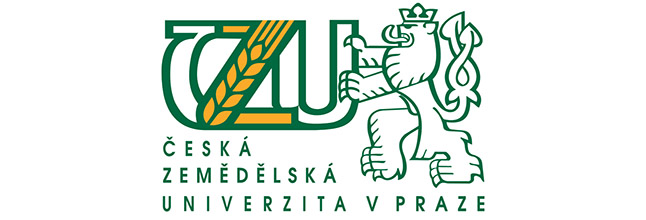 ČZU
ČESKÁ
ZEMĚDĚLSKÁ
UNIVERZITA V PRAZE